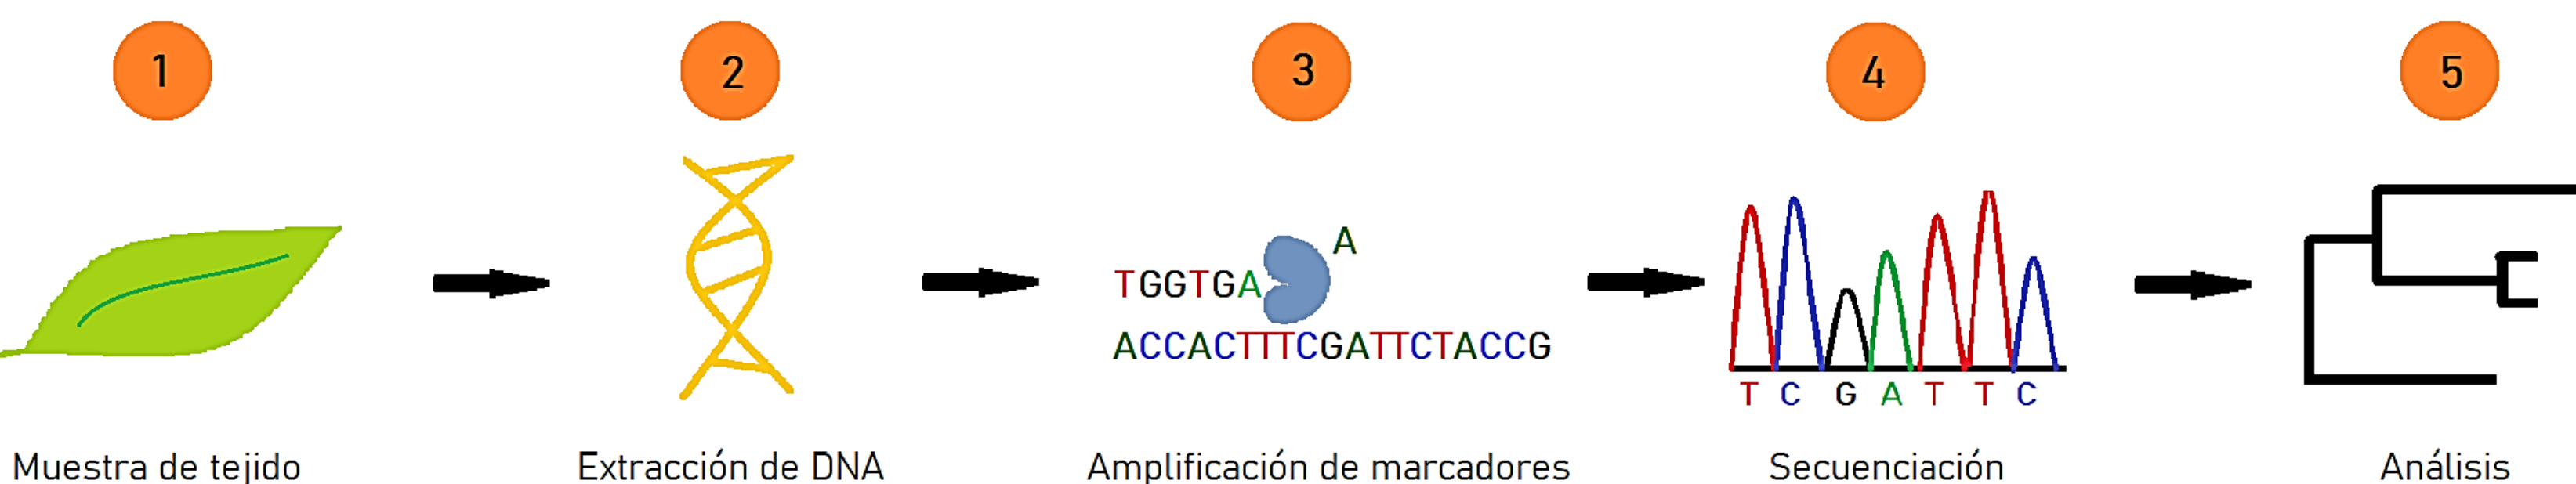 1 2 3 4 5
A
TGGTGA
ACCACTTTCGATTCTACCG
T C G A T T C
Muestra de tejido
Extracción de DNA
Amplificación de marcadores
Secuenciación
Análisis